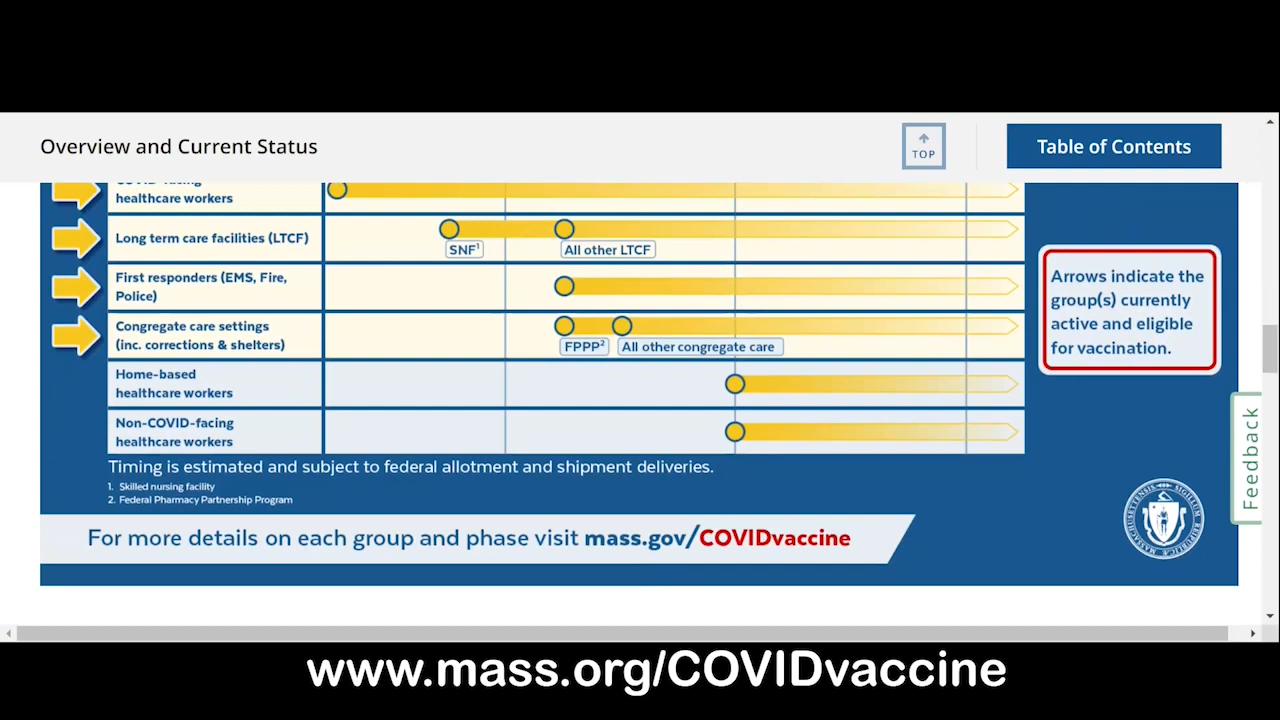 Overview and Current Status
TOP
Table of Contents
COVID-facing
healthcare workers
Long term care facilities (LTCF)
SNF¹
All other LTCF
First responders (EMS, Fire,
Police)
Congregate care settings
(inc. corrections & shelters)
FPPP²
All other congregate care
Home-based
healthcare workers
Non-COVID-facing
healthcare workers
Arrows indicate the
group(s) currently
active and eligible
for vaccination.
Feedback
Timing is estimated and subject to federal allotment and shipment deliveries.
1. Skilled nursing facility
2. Federal Pharmacy Partnership Program
For more details on each group and phase visit mass.gov/COVIDvaccine
www.mass.org/COVIDvaccine